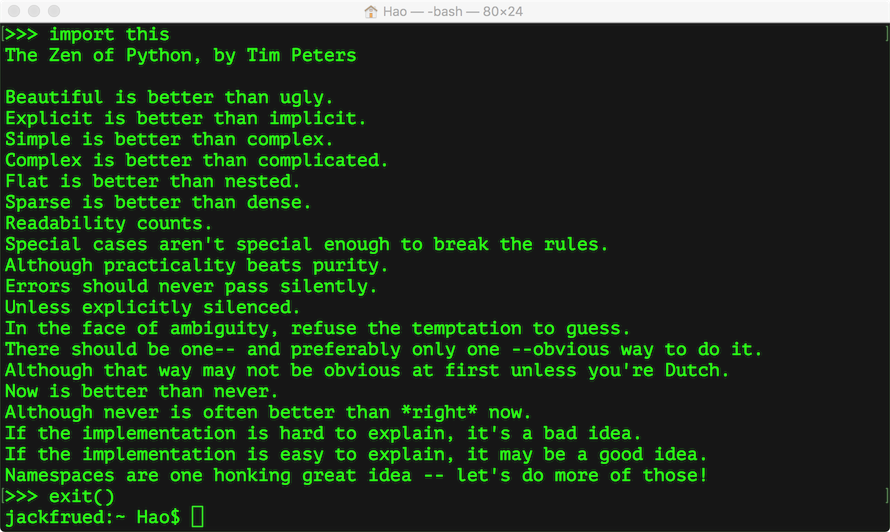 Hao — -bash — 80×24
[>>> import this ]
The Zen of Python, by Tim Peters
Beautiful is better than ugly.
Explicit is better than implicit.
Simple is better than complex.
Complex is better than complicated.
Flat is better than nested.
Sparse is better than dense.
Readability counts.
Special cases aren't special enough to break the rules.
Although practicality beats purity.
Errors should never pass silently.
Unless explicitly silenced.
In the face of ambiguity, refuse the temptation to guess.
There should be one-- and preferably only one --obvious way to do it.
Although that way may not be obvious at first unless you're Dutch.
Now is better than never.
Although never is often better than *right* now.
If the implementation is hard to explain, it's a bad idea.
If the implementation is easy to explain, it may be a good idea.
Namespaces are one honking great idea -- let's do more of those!
[>>> exit() ]
jackfrued:~ Hao$